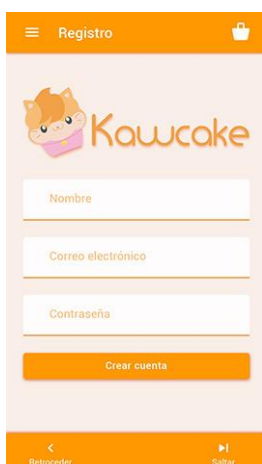 Registro
Kawcake
Nombre
Correo electrónico
Contraseña
Crear cuenta
Retroceder
Saltar